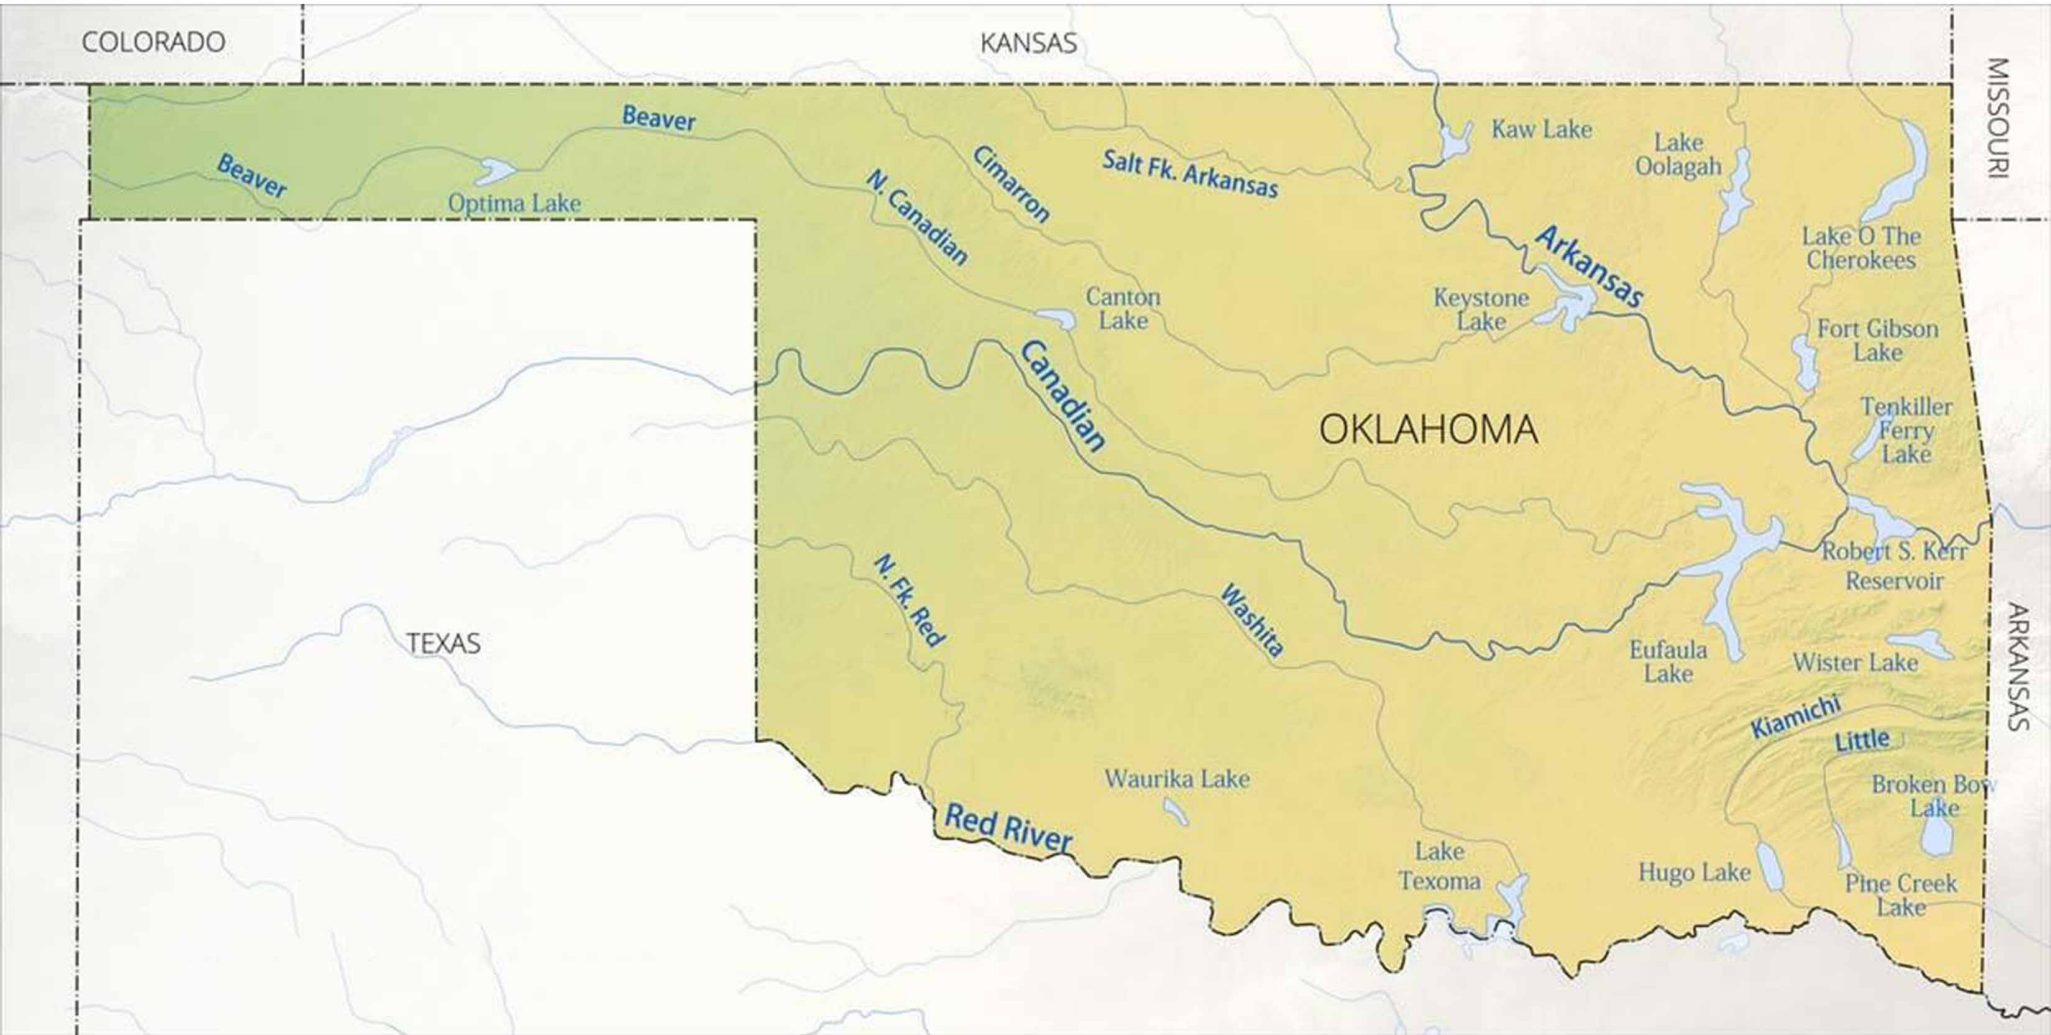 COLORADO
KANSAS
MISSOURI
Beaver
Beaver
Optima Lake
N. Canadian
Cimarron
Salt Fk. Arkansas
Kaw Lake
Lake
Oolagah
Arkansas
Lake O The
Cherokees
Canton
Lake
Keystone
Lake
Fort Gibson
Lake
Canadian
OKLAHOMA
Tenkiller
Ferry
Lake
Robert S. Kerr
Reservoir
N. Fk. Red
Washita
TEXAS
Eufaula
Lake
Wister Lake
ARKANSAS
Kiamichi
Little
Waurika Lake
Broken Bow
Lake
Red River
Lake
Texoma
Hugo Lake
Pine Creek
Lake